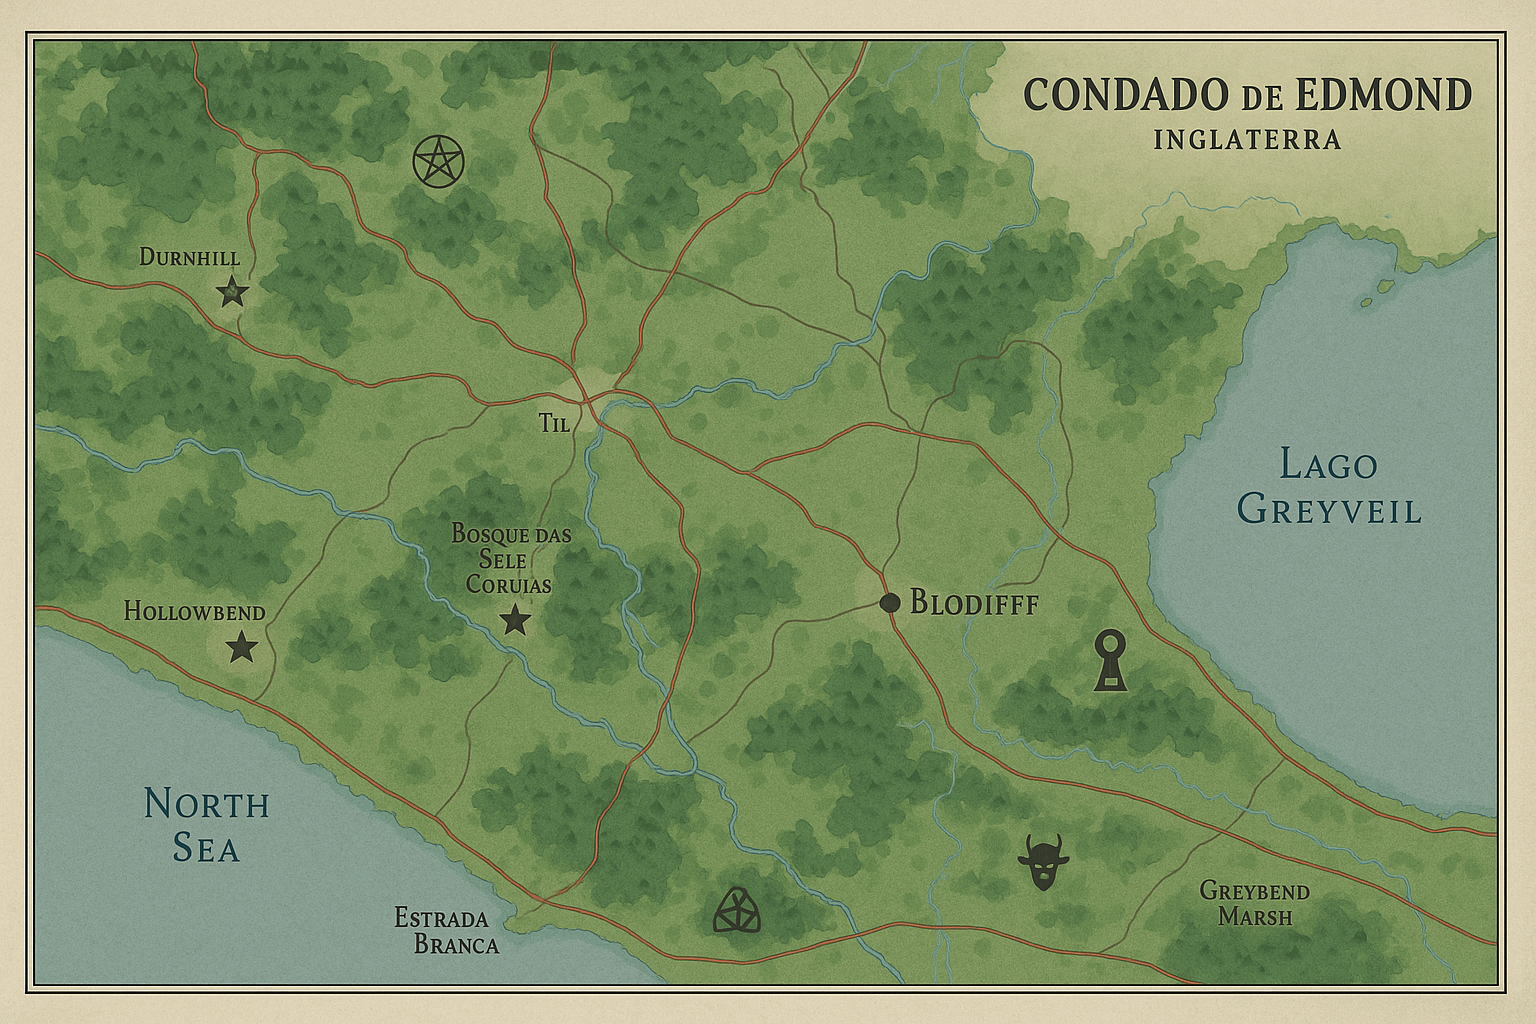 CONDADO DE EDMOND
INGLATERRA
DURNHILL
TIL
LAGO
GREYVEIL
BOSQUE DAS
SELE
CORUIAS
HOLLOWBEND
BLODIFFF
NORTH
SEA
ESTRADA
BRANCA
GREYBEND
MARSH